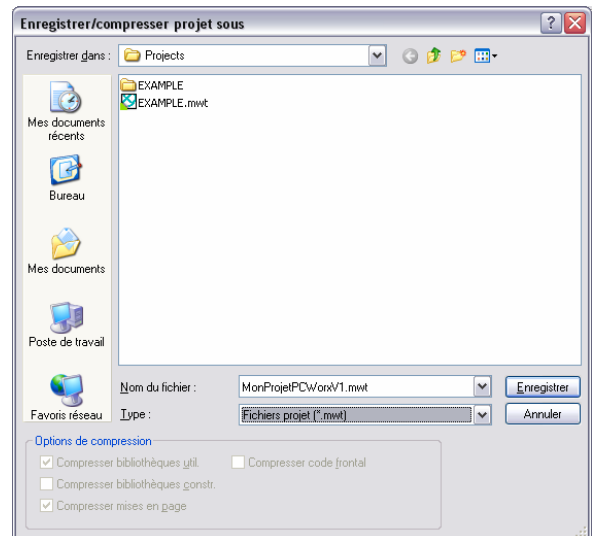 Enregistrer/compresser projet sous
Enregistrer dans :
Projects
EXAMPLE
EXAMPLE.mwt
Mes documents
récents
Bureau
Mes documents
Poste de travail
Favoris réseau
Nom du fichier :
MonProjetPCWorxV1.mwt
Enregistrer
Type :
Fichiers projet (*.mwt)
Annuler
Options de compression
Compresser bibliothèques util.
Compresser code frontal
Compresser bibliothèques constr.
Compresser mises en page